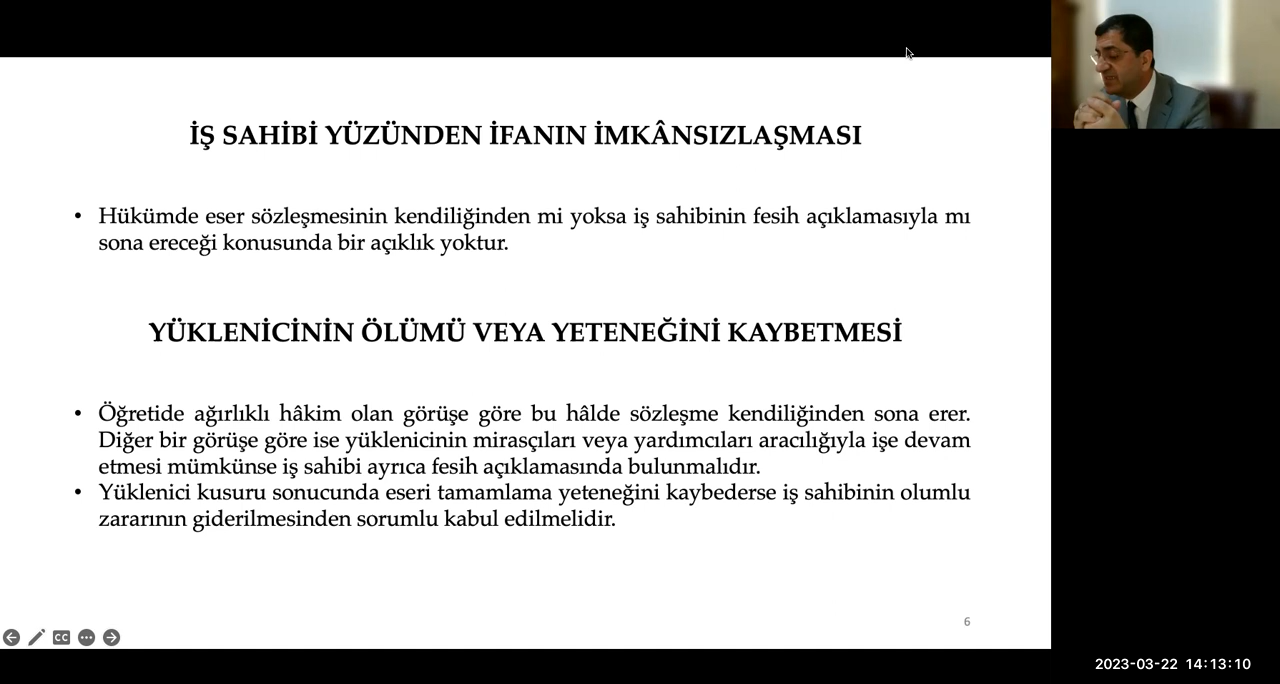 İŞ SAHİBİ YÜZÜNDEN İFANIN İMKÂNSIZLAŞMASI
• Hükümde eser sözleşmesinin kendiliğinden mi yoksa iş sahibinin fesih açıklamasıyla mı
sona ereceği konusunda bir açıklık yoktur.
YÜKLENİCİNİN ÖLÜMÜ VEYA YETENEĞİNİ KAYBETMESİ
• Öğretide ağırlıklı hâkim olan görüşe göre bu hâlde sözleşme kendiliğinden sona erer.
Diğer bir görüşe göre ise yüklenicinin mirasçıları veya yardımcıları aracılığıyla işe devam
etmesi mümkünse iş sahibi ayrıca fesih açıklamasında bulunmalıdır.
• Yüklenici kusuru sonucunda eseri tamamlama yeteneğini kaybederse iş sahibinin olumlu
zararının giderilmesinden sorumlu kabul edilmelidir.
6
CC
2023-03-22 14:13:10